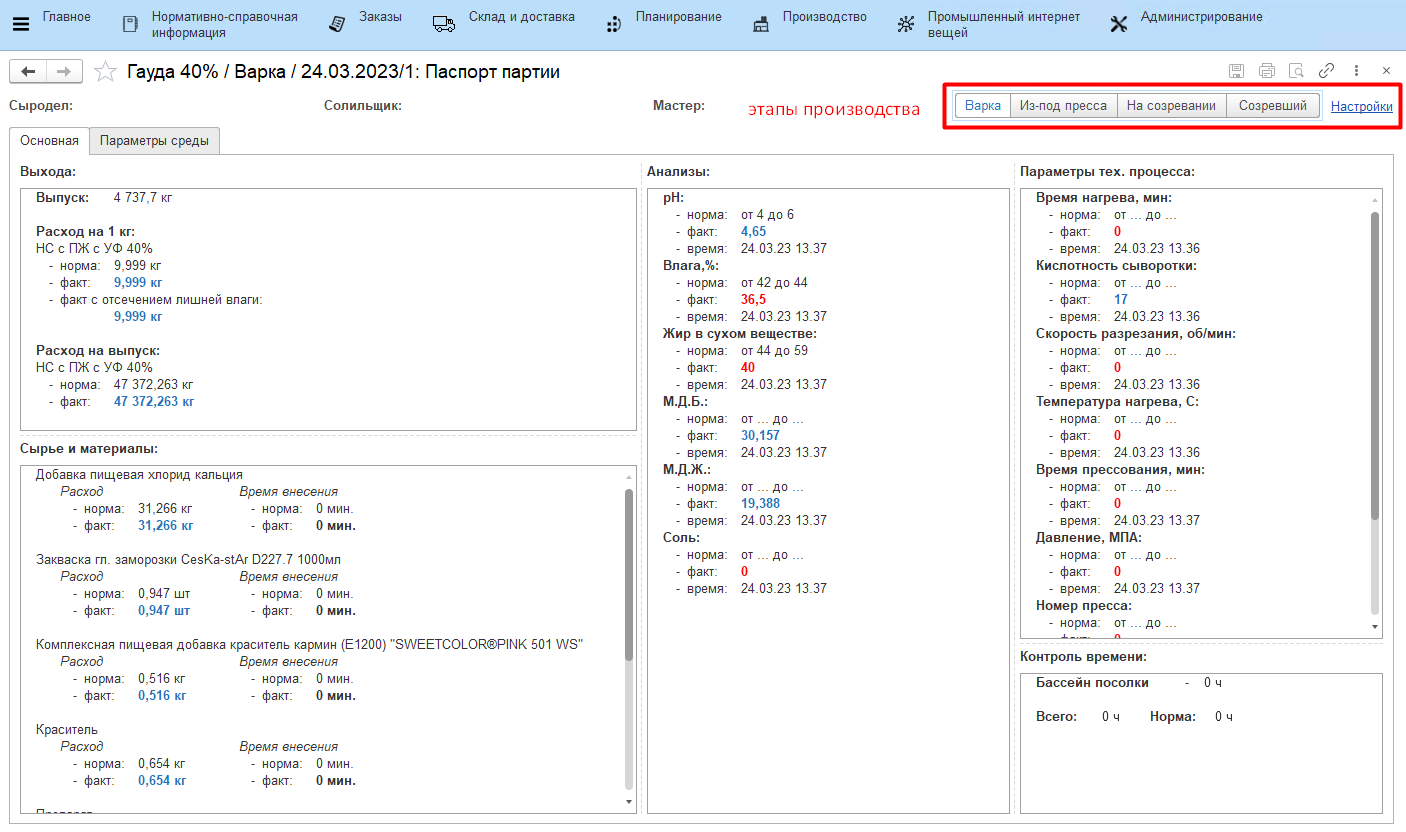 Главное
Нормативно-справочная
информация
Заказы
Склад и доставка
Планирование
Производство
Промышленный интернет
вещей
Администрирование
Гауда 40% / Варка / 24.03.2023/1: Паспорт партии
Сыродел: Солильщик: Мастер: этапы производства Варка Из-под пресса На созревании Созревший Настройки
Основная Параметры среды
Выхода:
Выпуск: 4 737,7 кг
Расход на 1 кг:
НС с ПЖ с УФ 40%
- норма: 9,999 кг
- факт: 9,999 кг
- факт с отсечением лишней влаги:
9,999 кг
Расход на выпуск:
НС с ПЖ с УФ 40%
- норма: 47 372,263 кг
- факт: 47 372,263 кг
Сырье и материалы:
Добавка пищевая хлорид кальция
Расход Время внесения
- норма: 31,266 кг - норма: 0 мин.
- факт: 31,266 кг - факт: 0 мин.
Закваска гл. заморозки CesKa-stAr D227.7 1000мл
Расход Время внесения
- норма: 0,947 шт - норма: 0 мин.
- факт: 0,947 шт - факт: 0 мин.
Комплексная пищевая добавка краситель кармин (Е1200) "SWEETCOLOR®PINK 501 WS"
Расход Время внесения
- норма: 0,516 кг - норма: 0 мин.
- факт: 0,516 кг - факт: 0 мин.
Краситель
Расход Время внесения
- норма: 0,654 кг - норма: 0 мин.
- факт: 0,654 кг - факт: 0 мин.
Анализы:
pH:
- норма: от 4 до 6
- факт: 4,65
- время: 24.03.23 13.37
Влага,%:
- норма: от 42 до 44
- факт: 36,5
- время: 24.03.23 13.37
Жир в сухом веществе:
- норма: от 44 до 59
- факт: 40
- время: 24.03.23 13.37
М.Д.Б.:
- норма: от ... до ...
- факт: 30,157
- время: 24.03.23 13.37
М.Д.Ж.:
- норма: от ... до ...
- факт: 19,388
- время: 24.03.23 13.37
Соль:
- норма: от ... до ...
- факт: 0
- время: 24.03.23 13.37
Параметры тех. процесса:
Время нагрева, мин:
- норма: от ... до ...
- факт: 0
- время: 24.03.23 13.36
Кислотность сыворотки:
- норма: от ... до ...
- факт: 17
- время: 24.03.23 13.36
Скорость разрезания, об/мин:
- норма: от ... до ...
- факт: 0
- время: 24.03.23 13.36
Температура нагрева, С:
- норма: от ... до ...
- факт: 0
- время: 24.03.23 13.36
Время прессования, мин:
- норма: от ... до ...
- факт: 0
- время: 24.03.23 13.37
Давление, МПА:
- норма: от ... до ...
- факт: 0
- время: 24.03.23 13.37
Номер пресса:
- норма: от ... до ...
Контроль времени:
Бассейн посолки - 0 ч
Всего: 0 ч Норма: 0 ч